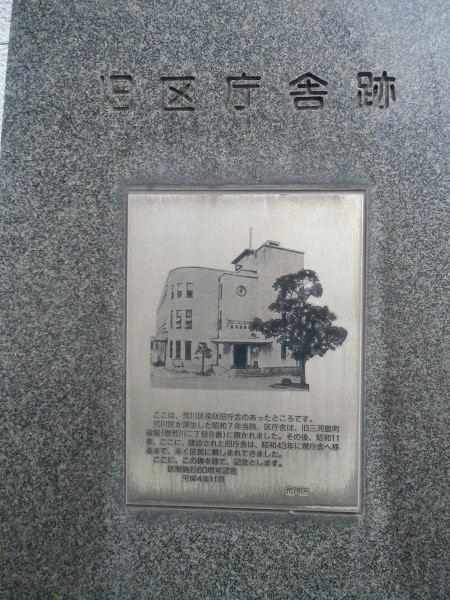 旧区庁舎跡
ここは、荒川区役所旧庁舎のあったところです。
荒川区が誕生した昭和7年当時、区庁舎は、旧三河島町
役場(現荒川二丁目8番)に置かれました。その後、昭和11
年、ここに、建設された旧庁舎は、昭和43年に現庁舎へ移
るまで、永く区民に親しまれてきました。
ここに、この碑を建て、記念とします。
区制施行60周年記念
平成4年11月
荒川区